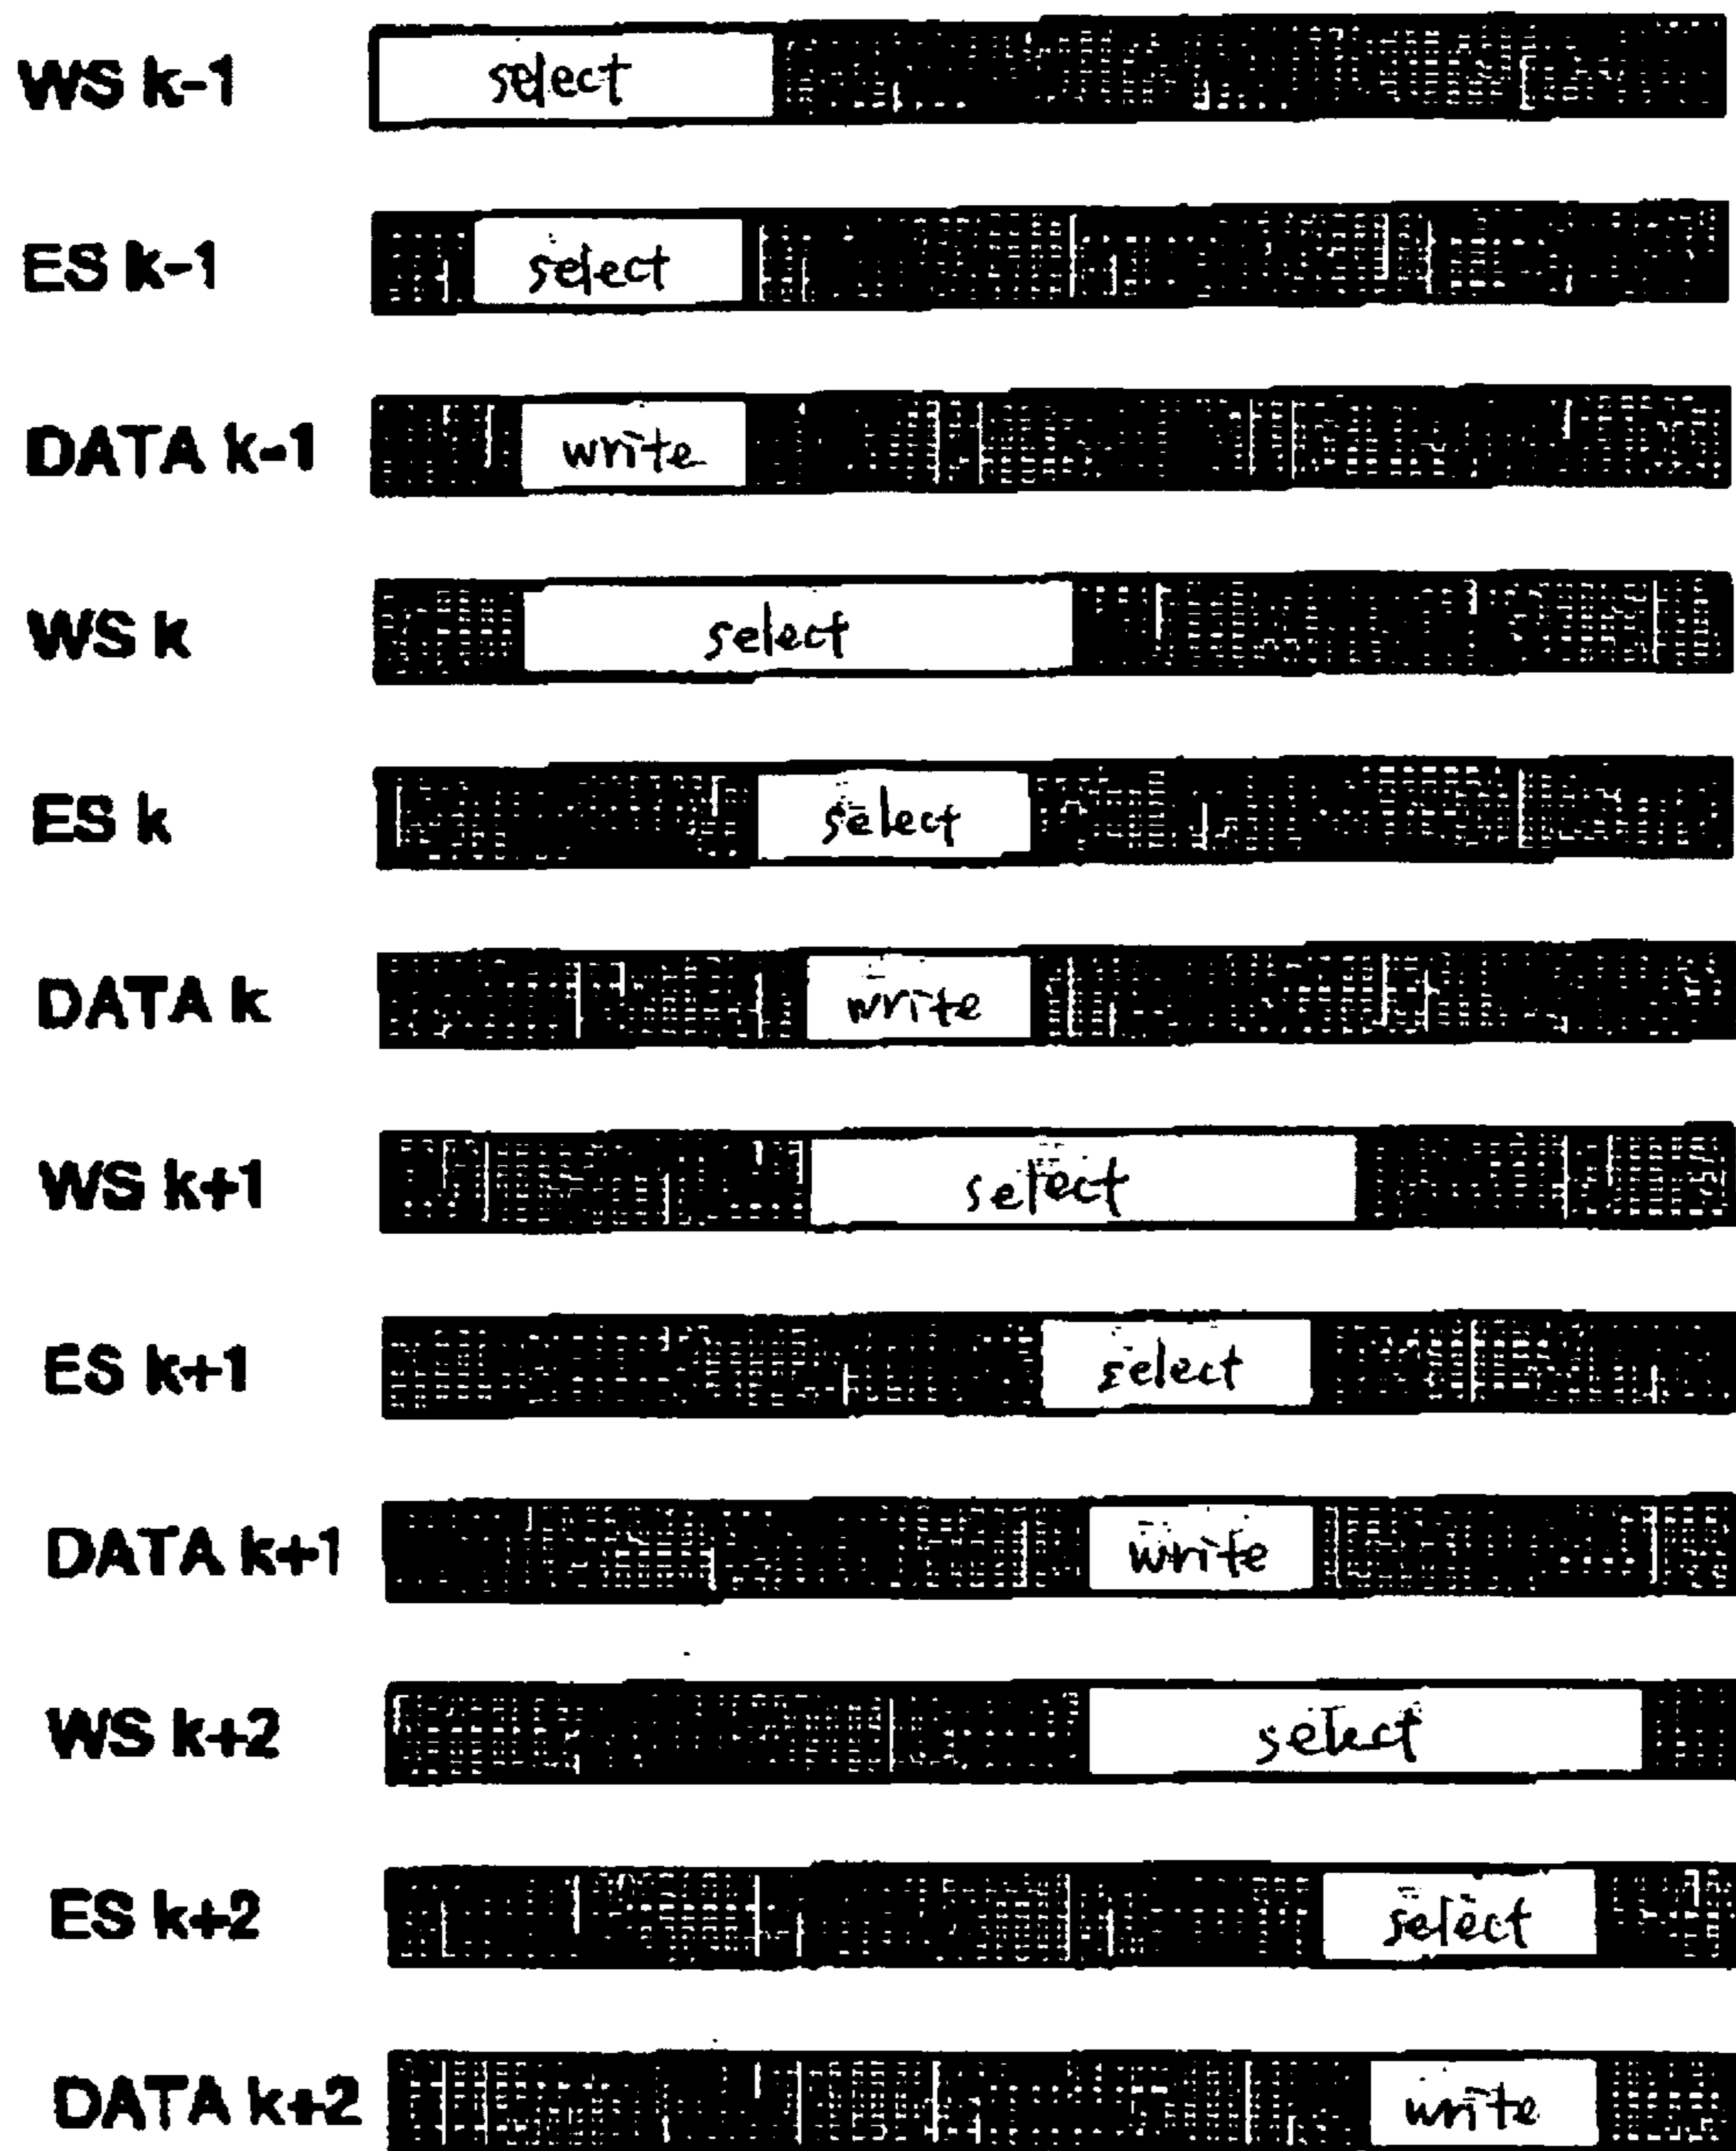 WS k-1 select
ES k-1 select
DATA k-1 write
WS k select
ES k select
DATA k write
WS k+1 select
ES k+1 select
DATA k+1 write
WS k+2 select
ES k+2 select
DATA k+2 write